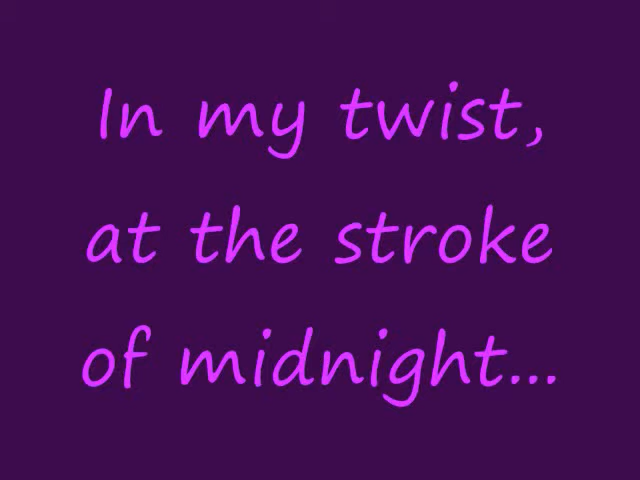 In my twist,
at the stroke
of midnight...